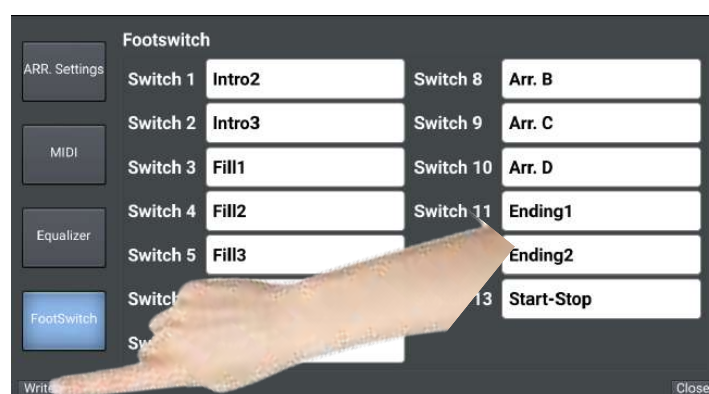 Footswitch
ARR. Settings
MIDI
Equalizer
FootSwitch
Switch 1 Intro2
Switch 2 Intro3
Switch 3 Fill1
Switch 4 Fill2
Switch 5 Fill3
Switch 8 Arr. B
Switch 9 Arr. C
Switch 10 Arr. D
Switch 11 Ending1
Ending2
13 Start-Stop
Close